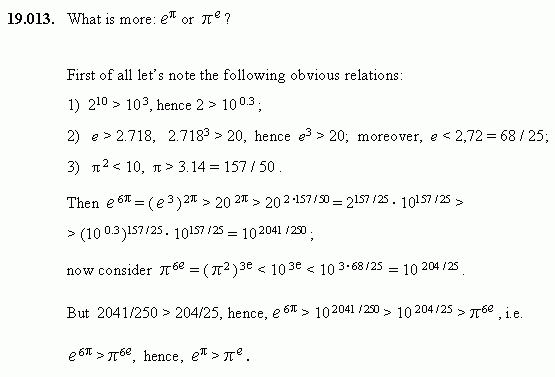 19.013. What is more: e^π or π^e ?
First of all let's note the following obvious relations:
1) 2^10 > 10^3, hence 2 > 10^0.3 ;
2) e > 2.718, 2.718^3 > 20, hence e^3 > 20; moreover, e < 2,72 = 68 / 25;
3) π^2 < 10, π > 3.14 = 157 / 50 .
Then e^6π = (e^3)^2π > 20^2π > 20^2·157/50 = 2^157/25 · 10^157/25 >
> (10^0.3)^157/25 · 10^157/25 = 10^2041/250 ;
now consider π^6e = (π^2)^3e < 10^3e < 10^3·68/25 = 10^204/25 .
But 2041/250 > 204/25, hence, e^6π > 10^2041/250 > 10^204/25 > π^6e , i.e.
e^6π > π^6e, hence, e^π > π^e .